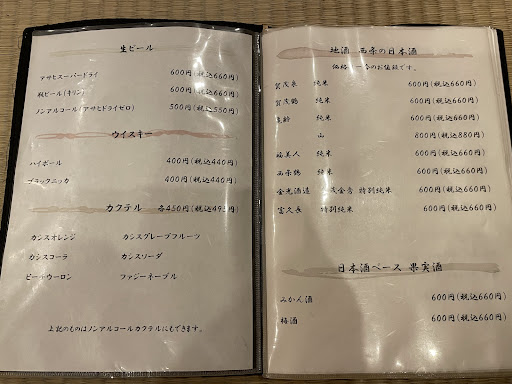 生ビール
アサヒスーパードライ 600円(税込660円)
瓶ビール(キリン) 600円(税込660円)
ノンアルコール(アサヒドライゼロ) 500円(税込550円)
ウイスキー
ハイボール 400円(税込440円)
ブラックニッカ 400円(税込440円)
カクテル 各450円(税込495円)
カシスオレンジ カシスグレープフルーツ
カシスコーラ カシスソーダ
ピーチウーロン ファジーネーブル
上記のものはノンアルコールカクテルにもできます。
地酒 西条の日本酒
価格は一合のお値段です。
賀茂泉 純米 600円(税込660円)
賀茂鶴 純米 600円(税込660円)
亀齢 純米 600円(税込660円)
山 800円(税込880円)
福美人 純米 600円(税込660円)
西條鶴 純米 600円(税込660円)
金光酒造 茂金秀 特別純米 600円(税込660円)
富久長 特別純米 600円(税込660円)
日本酒ベース 果実酒
みかん酒 600円(税込660円)
梅酒 600円(税込660円)